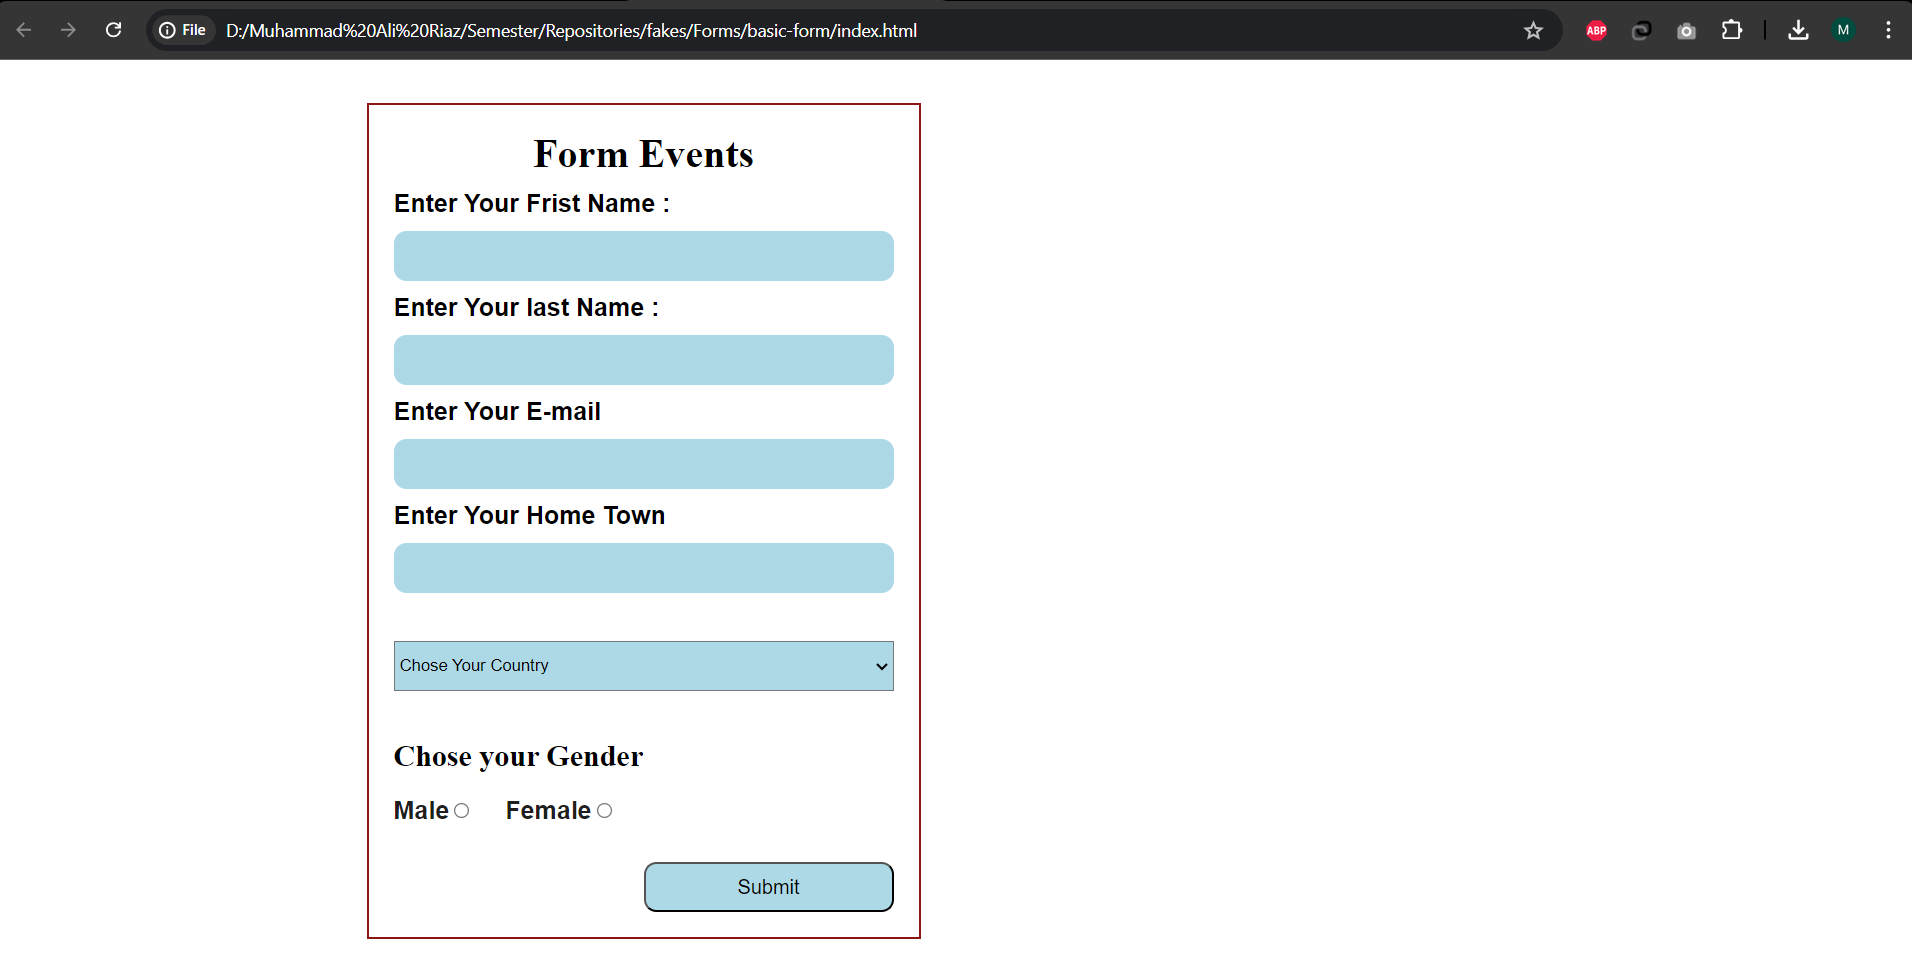 File D:/Muhammad%20Ali%20Riaz/Semester/Repositories/fakes/Forms/basic-form/index.html ABP M
Form Events
Enter Your Frist Name :
Enter Your last Name :
Enter Your E-mail
Enter Your Home Town
Chose Your Country
Chose your Gender
Male Female
Submit